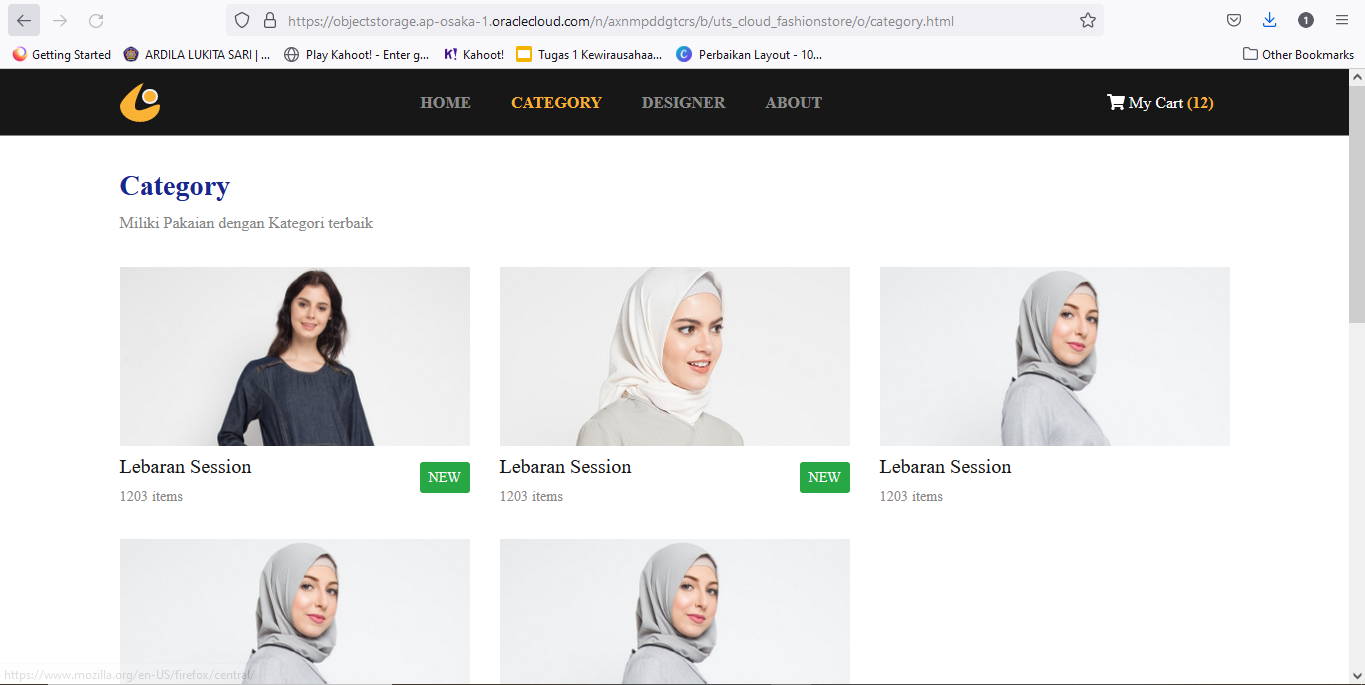 https://objectstorage.ap-osaka-1.oraclecloud.com/n/axnmpddgtcrs/b/uts_cloud_fashionstore/o/category.html
1
Getting Started
ARDILA LUKITA SARI | ...
Play Kahoot! - Enter g...
K! Kahoot!
Tugas 1 Kewirausahaa...
C Perbaikan Layout - 10...
Other Bookmarks
HOME CATEGORY DESIGNER ABOUT My Cart (12)
Category
Miliki Pakaian dengan Kategori terbaik
Lebaran Session
1203 items
NEW
Lebaran Session
1203 items
NEW
Lebaran Session
1203 items
https://www.mozilla.org/en-US/firefox/central/